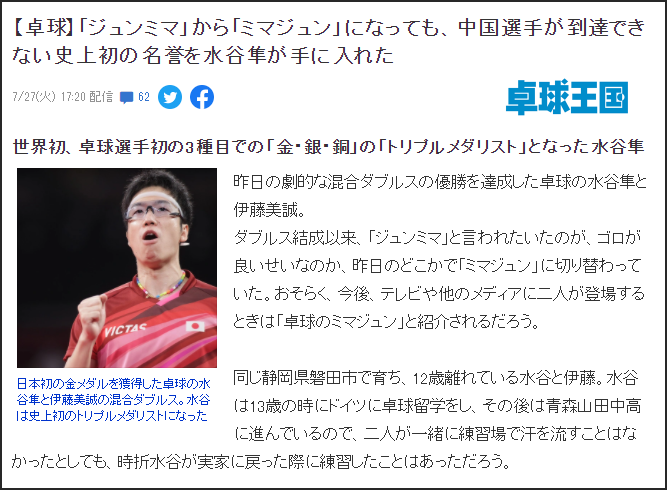 【卓球】「ジュンミマ」から「ミマジュン」になっても、中国選手が到達でき
ない史上初の名誉を水谷隼が手に入れた
7/27(火) 17:20 配信 62
卓球王国
世界初、卓球選手初の3種目での「金・銀・銅」の「トリプルメダリスト」となった水谷隼
昨日の劇的な混合ダブルスの優勝を達成した卓球の水谷隼と
伊藤美誠。
ダブルス結成以来、「ジュンミマ」と言われたいたのが、ゴロが
良いせいなのか、昨日のどこかで「ミマジュン」に切り替わって
いた。おそらく、今後、テレビや他のメディアに二人が登場する
ときは「卓球のミマジュン」と紹介されるだろう。
VICTAS
日本初の金メダルを獲得した卓球の水
谷隼と伊藤美誠の混合ダブルス。水谷
は史上初のトリプルメダリストになった
同じ静岡県磐田市で育ち、12歳離れている水谷と伊藤。水谷
は13歳の時にドイツに卓球留学をし、その後は青森山田中高
に進んでいるので、二人が一緒に練習場で汗を流すことはな
かったとしても、時折水谷が実家に戻った際に練習したことはあっただろう。